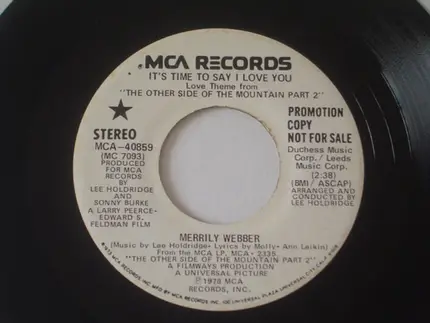 MCA RECORDS
IT'S TIME TO SAY I LOVE YOU
Love Theme from
"THE OTHER SIDE OF THE MOUNTAIN PART 2"
STEREO
MCA-40859
(MC 7093)
PRODUCED
FOR MCA
RECORDS
BY
LEE HOLDRIDGE
and
SONNY BURKE
A LARRY PEERCE-
EDWARD S.
FELDMAN FILM
PROMOTION
COPY
NOT FOR SALE
Duchess Music
Corp./Leeds
Music Corp.
(2:38)
(BMI/ASCAP)
ARRANGED AND
CONDUCTED BY
LEE HOLDRIDGE
MERRILY WEBBER
(Music by Lee Holdridge-Lyrics by Molly-Ann Leikin)
From the MCA LP, MCA-2335,
"THE OTHER SIDE OF THE MOUNTAIN PART 2"
A FILMWAYS PRODUCTION
A UNIVERSAL PICTURE
Ⓟ1978 MCA
RECORDS, INC.